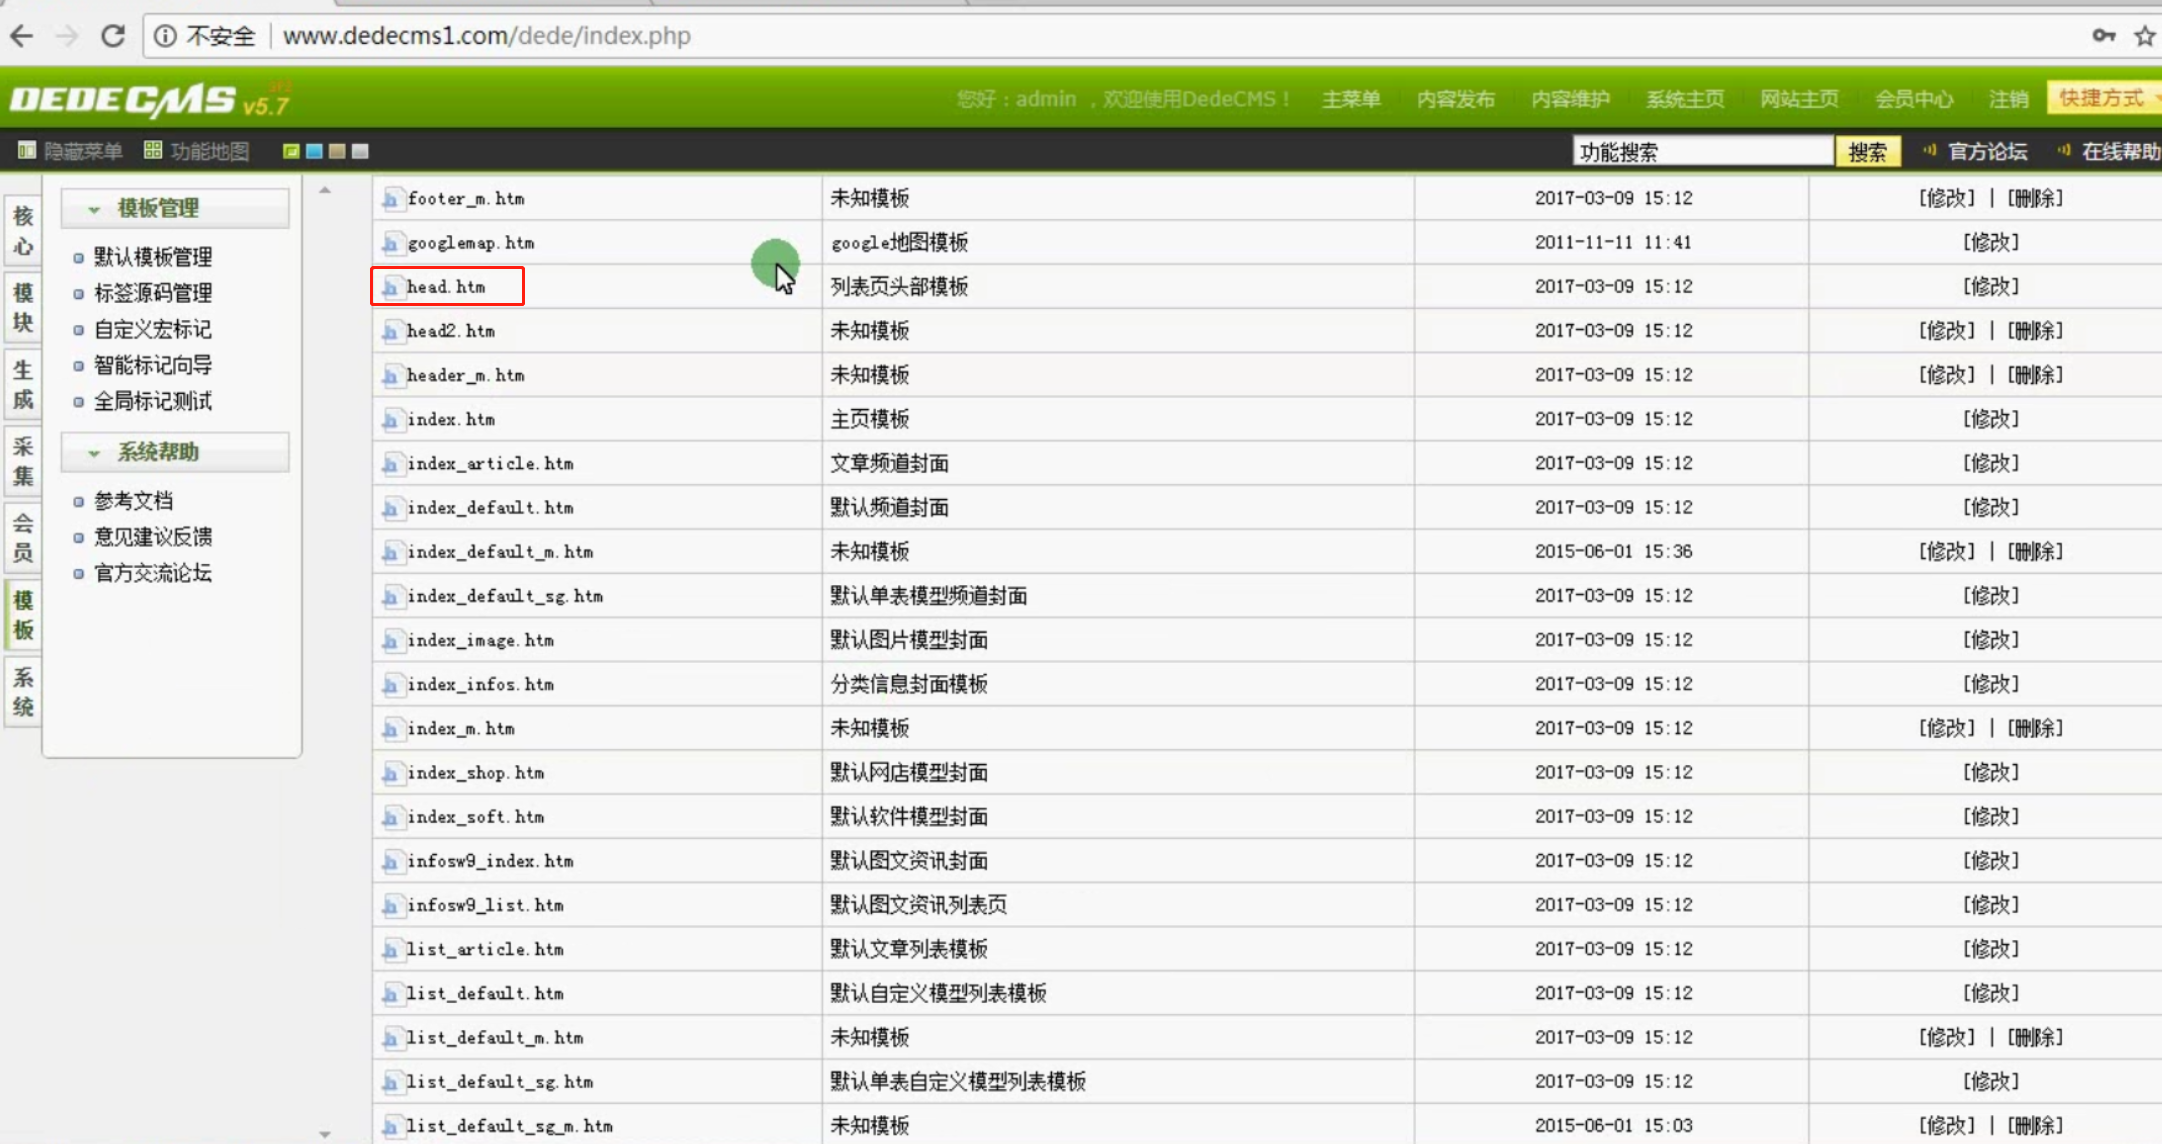 不安全 www.dedecms1.com/dede/index.php
DEDECMS v5.7 SP2
您好：admin ，欢迎使用DedeCMS！ 主菜单 内容发布 内容维护 系统主页 网站主页 会员中心 注销 快捷方式
隐藏菜单 功能地图 功能搜索 搜索 官方论坛 在线帮助
核心
模块
生成
采集
会员
模板
系统
模板管理
默认模板管理
标签源码管理
自定义宏标记
智能标记向导
全局标记测试
系统帮助
参考文档
意见建议反馈
官方交流论坛
footer_m.htm 未知模板 2017-03-09 15:12 [修改] | [删除]
googlemap.htm google地图模板 2011-11-11 11:41 [修改]
head.htm 列表页头部模板 2017-03-09 15:12 [修改]
head2.htm 未知模板 2017-03-09 15:12 [修改] | [删除]
header_m.htm 未知模板 2017-03-09 15:12 [修改] | [删除]
index.htm 主页模板 2017-03-09 15:12 [修改]
index_article.htm 文章频道封面 2017-03-09 15:12 [修改]
index_default.htm 默认频道封面 2017-03-09 15:12 [修改]
index_default_m.htm 未知模板 2015-06-01 15:36 [修改] | [删除]
index_default_sg.htm 默认单表模型频道封面 2017-03-09 15:12 [修改]
index_image.htm 默认图片模型封面 2017-03-09 15:12 [修改]
index_infos.htm 分类信息封面模板 2017-03-09 15:12 [修改]
index_m.htm 未知模板 2017-03-09 15:12 [修改] | [删除]
index_shop.htm 默认网店模型封面 2017-03-09 15:12 [修改]
index_soft.htm 默认软件模型封面 2017-03-09 15:12 [修改]
infosw9_index.htm 默认图文资讯封面 2017-03-09 15:12 [修改]
infosw9_list.htm 默认图文资讯列表页 2017-03-09 15:12 [修改]
list_article.htm 默认文章列表模板 2017-03-09 15:12 [修改]
list_default.htm 默认自定义模型列表模板 2017-03-09 15:12 [修改]
list_default_m.htm 未知模板 2017-03-09 15:12 [修改] | [删除]
list_default_sg.htm 默认单表自定义模型列表模板 2017-03-09 15:12 [修改]
list_default_sg_m.htm 未知模板 2015-06-01 15:03 [修改] | [删除]